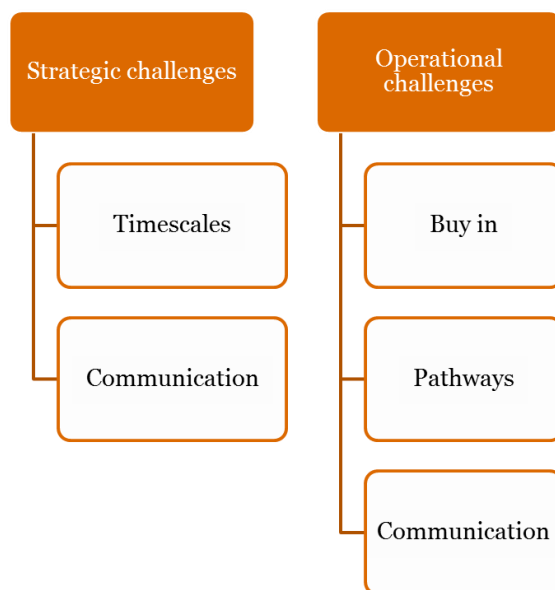 Strategic challenges
Timescales
Communication
Operational
challenges
Buy in
Pathways
Communication